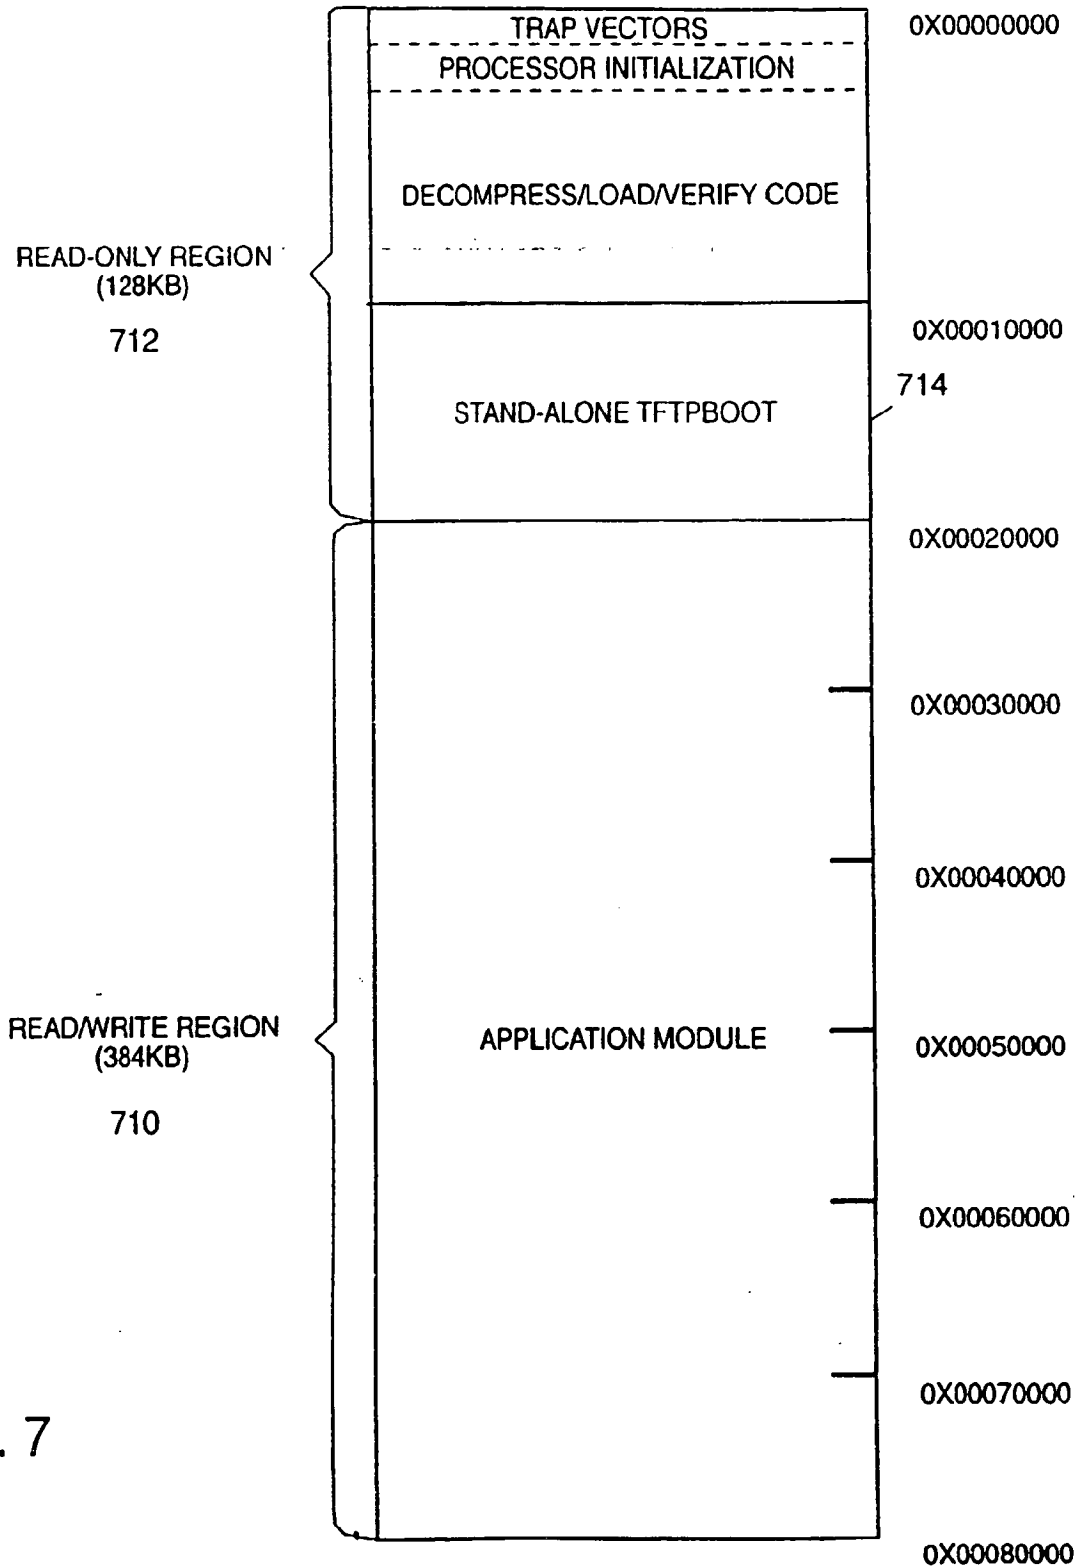 TRAP VECTORS
0X00000000
PROCESSOR INITIALIZATION
DECOMPRESS/LOAD/VERIFY CODE
READ-ONLY REGION
(128KB)
712
0X00010000
714
STAND-ALONE TFTPBOOT
0X00020000
0X00030000
0X00040000
READ/WRITE REGION
(384KB)
710
APPLICATION MODULE
0X00050000
0X00060000
0X00070000
. 7
0X00080000